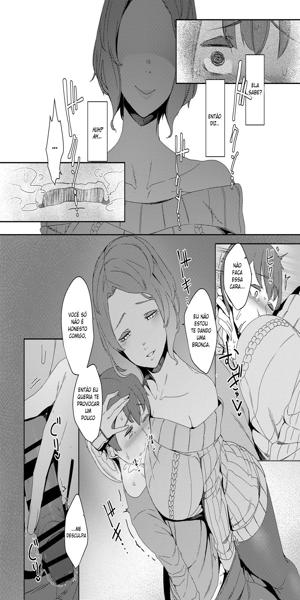 ELA
SABE?
ENTÃO
DIZ..
HUH?
AH...
...
NÃO
FAÇA
ESSA
CARA...
EU NÃO
ESTOU
TE DANDO
UMA
BRONCA.
VOCÊ SÓ
NÃO É
HONESTO
COMIGO,
ENTÃO EU
QUERIA TE
PROVOCAR
UM
POUCO
...ME
DESCULPA